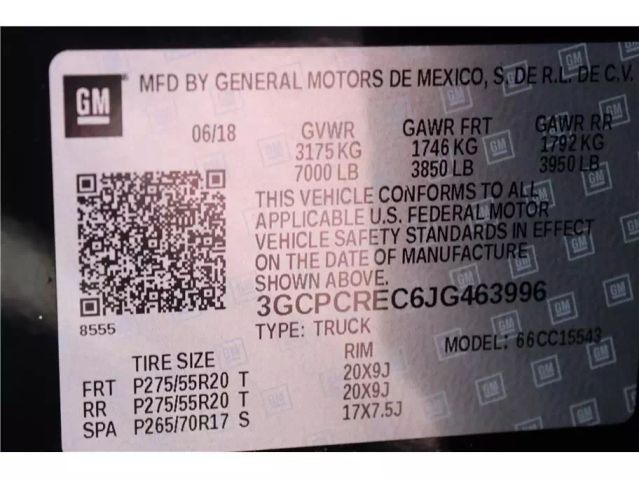 GM
MFD BY GENERAL MOTORS DE MEXICO, S. DE R.L. DE C.V.
06/18 GVWR GAWR FRT GAWR RR
3175 KG 1746 KG 1792 KG
7000 LB 3850 LB 3950 LB
THIS VEHICLE CONFORMS TO ALL
APPLICABLE U.S. FEDERAL MOTOR
VEHICLE SAFETY STANDARDS IN EFFECT
ON THE DATE OF MANUFACTURE
SHOWN ABOVE.
3GCPCREC6JG463996
8555
TYPE: TRUCK
MODEL: 66CC15543
TIRE SIZE RIM
FRT P275/55R20 T 20X9J
RR P275/55R20 T 20X9J
SPA P265/70R17 S 17X7.5J